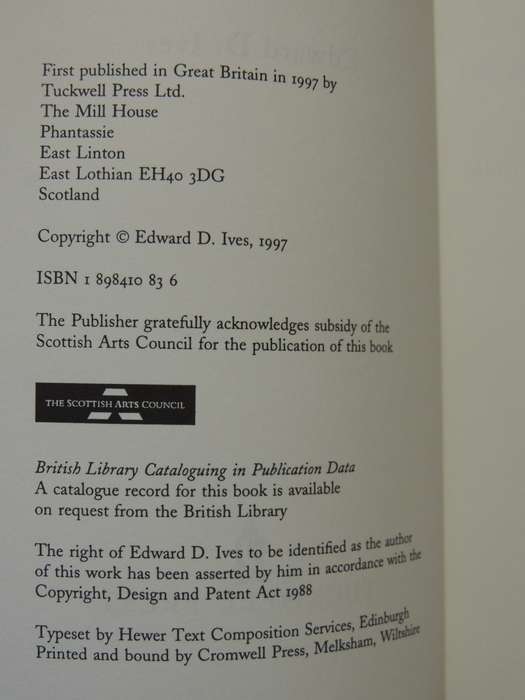 First published in Great Britain in 1997 by
Tuckwell Press Ltd.
The Mill House
Phantassie
East Linton
East Lothian EH40 3DG
Scotland
Copyright © Edward D. Ives, 1997
ISBN 1 898410 83 6
The Publisher gratefully acknowledges subsidy of the
Scottish Arts Council for the publication of this book
THE SCOTTISH ARTS COUNCIL
British Library Cataloguing in Publication Data
A catalogue record for this book is available
on request from the British Library
The right of Edward D. Ives to be identified as the author
of this work has been asserted by him in accordance with the
Copyright, Design and Patent Act 1988
Typeset by Hewer Text Composition Services, Edinburgh
Printed and bound by Cromwell Press, Melksham, Wiltshire